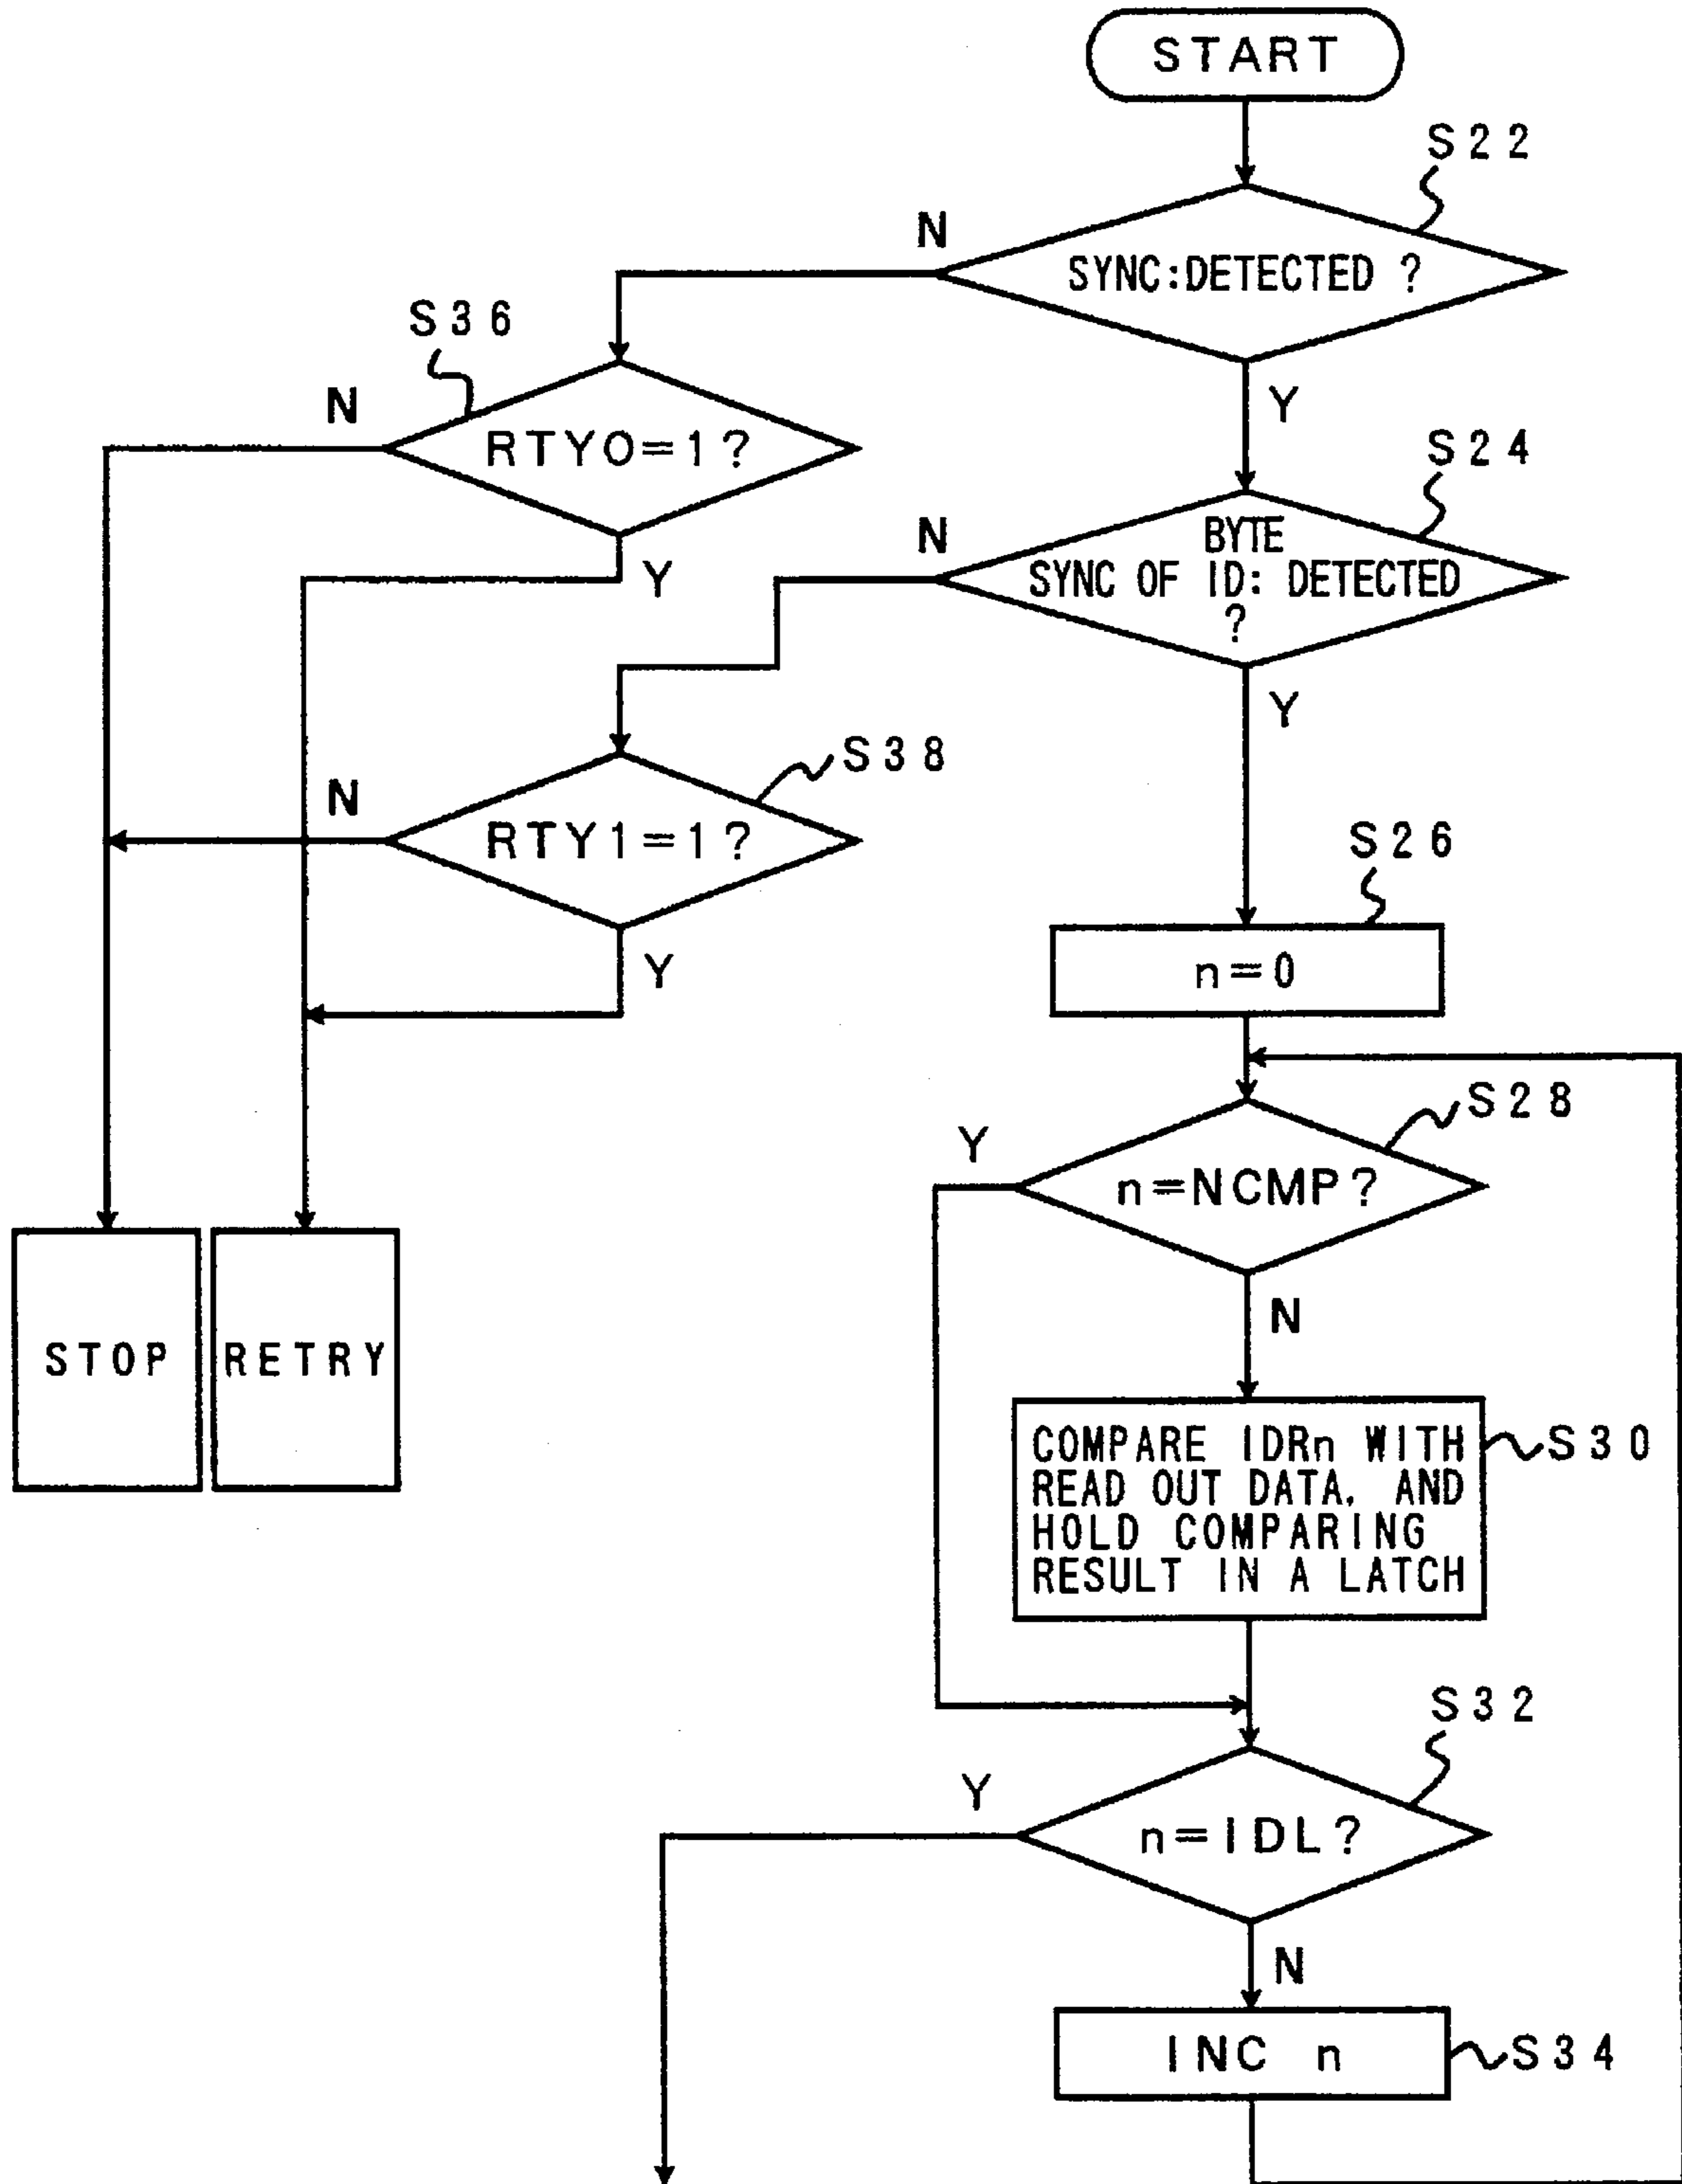 START
S22
N
SYNC:DETECTED ?
S36
Y
N
RTY0=1?
S24
N
BYTE
SYNC OF ID: DETECTED
?
Y
Y
S38
N
RTY1=1?
S26
Y
n=0
S28
Y
n=NCMP?
N
STOP
RETRY
COMPARE IDRn WITH
READ OUT DATA, AND
HOLD COMPARING
RESULT IN A LATCH
S30
S32
Y
n=IDL?
N
INC n
S34